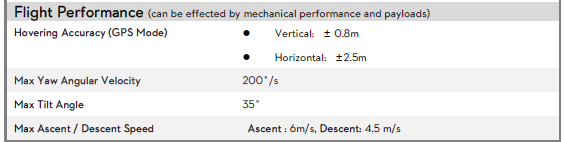 Flight Performance (can be effected by mechanical performance and payloads)
Hovering Accuracy (GPS Mode) ● Vertical: ± 0.8m
● Horizontal: ±2.5m
Max Yaw Angular Velocity 200°/s
Max Tilt Angle 35°
Max Ascent / Descent Speed Ascent : 6m/s, Descent: 4.5 m/s